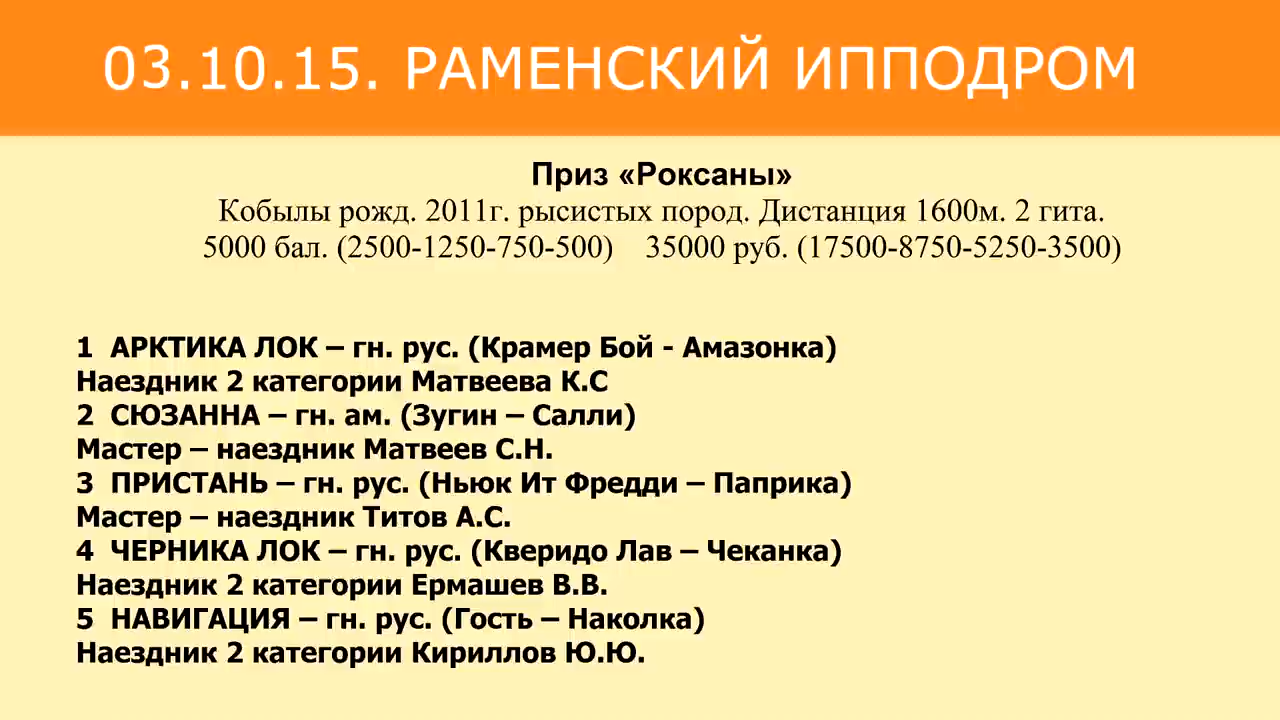 03.10.15. РАМЕНСКИЙ ИППОДРОМ
Приз «Роксаны»
Кобылы рожд. 2011г. рысистых пород. Дистанция 1600м. 2 гита.
5000 бал. (2500-1250-750-500) 35000 руб. (17500-8750-5250-3500)
1 АРКТИКА ЛОК – гн. рус. (Крамер Бой - Амазонка)
Наездник 2 категории Матвеева К.С
2 СЮЗАННА – гн. ам. (Зугин – Салли)
Мастер – наездник Матвеев С.Н.
3 ПРИСТАНЬ – гн. рус. (Ньюк Ит Фредди – Паприка)
Мастер – наездник Титов А.С.
4 ЧЕРНИКА ЛОК – гн. рус. (Кверидо Лав – Чеканка)
Наездник 2 категории Ермашев В.В.
5 НАВИГАЦИЯ – гн. рус. (Гость – Наколка)
Наездник 2 категории Кириллов Ю.Ю.